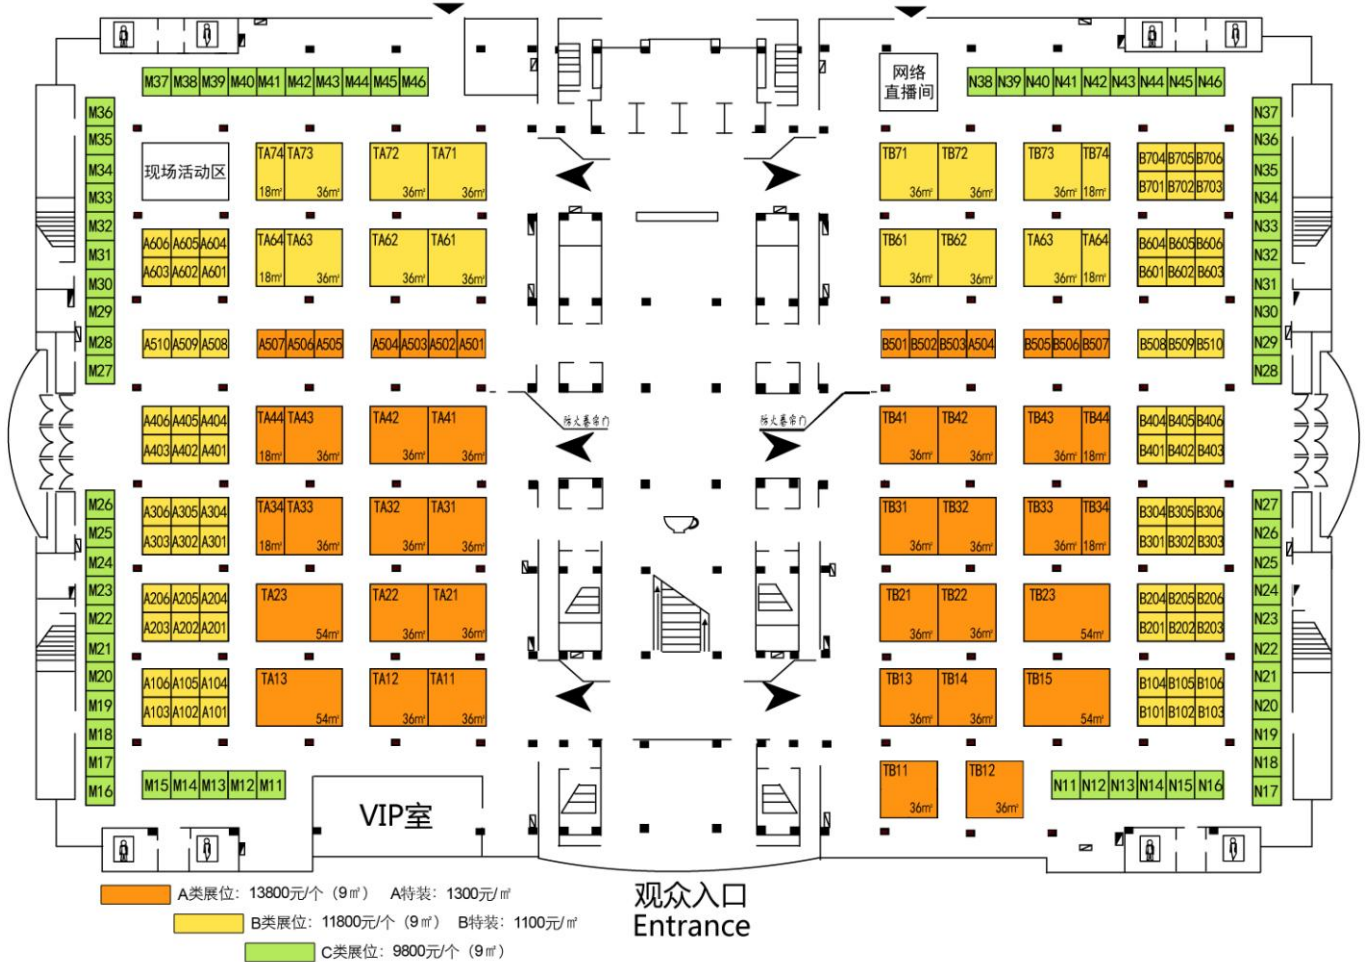 M37 M38 M39 M40 M41 M42 M43 M44 M45 M46
网络
直播间
N38 N39 N40 N41 N42 N43 N44 N45 N46
M36
M35
M34
M33
M32
M31
M30
M29
M28
M27
现场活动区
TA74 TA73 TA72 TA71
18㎡ 36㎡ 36㎡ 36㎡
TB71 TB72 TB73 TB74
36㎡ 36㎡ 36㎡ 18㎡
B704 B705 B706
B701 B702 B703
N37
N36
N35
N34
N33
N32
N31
N30
N29
N28
A606 A605 A604
A603 A602 A601
TA64 TA63 TA62 TA61
18㎡ 36㎡ 36㎡ 36㎡
TB61 TB62 TA63 TA64
36㎡ 36㎡ 36㎡ 18㎡
B604 B605 B606
B601 B602 B603
A510 A509 A508 A507 A506 A505 A504 A503 A502 A501
B501 B502 B503 A504 B505 B506 B507 B508 B509 B510
A406 A405 A404
A403 A402 A401
TA44 TA43 TA42 TA41
18㎡ 36㎡ 36㎡ 36㎡
防火卷帘门 防火卷帘门
TB41 TB42 TB43 TB44
36㎡ 36㎡ 36㎡ 18㎡
B404 B405 B406
B401 B402 B403
M26
M25
M24
M23
M22
M21
M20
M19
M18
M17
M16
A306 A305 A304
A303 A302 A301
TA34 TA33 TA32 TA31
18㎡ 36㎡ 36㎡ 36㎡
TB31 TB32 TB33 TB34
36㎡ 36㎡ 36㎡ 18㎡
B304 B305 B306
B301 B302 B303
N27
N26
N25
N24
N23
N22
N21
N20
N19
N18
N17
A206 A205 A204
A203 A202 A201
TA23 TA22 TA21
54㎡ 36㎡ 36㎡
TB21 TB22 TB23
36㎡ 36㎡ 54㎡
B204 B205 B206
B201 B202 B203
A106 A105 A104
A103 A102 A101
TA13 TA12 TA11
54㎡ 36㎡ 36㎡
TB13 TB14 TB15
36㎡ 36㎡ 54㎡
B104 B105 B106
B101 B102 B103
M15 M14 M13 M12 M11
VIP室
TB11 TB12
36㎡ 36㎡
N11 N12 N13 N14 N15 N16
观众入口
Entrance
A类展位：13800元/个（9㎡） A特装：1300元/㎡
B类展位：11800元/个（9㎡） B特装：1100元/㎡
C类展位：9800元/个（9㎡）